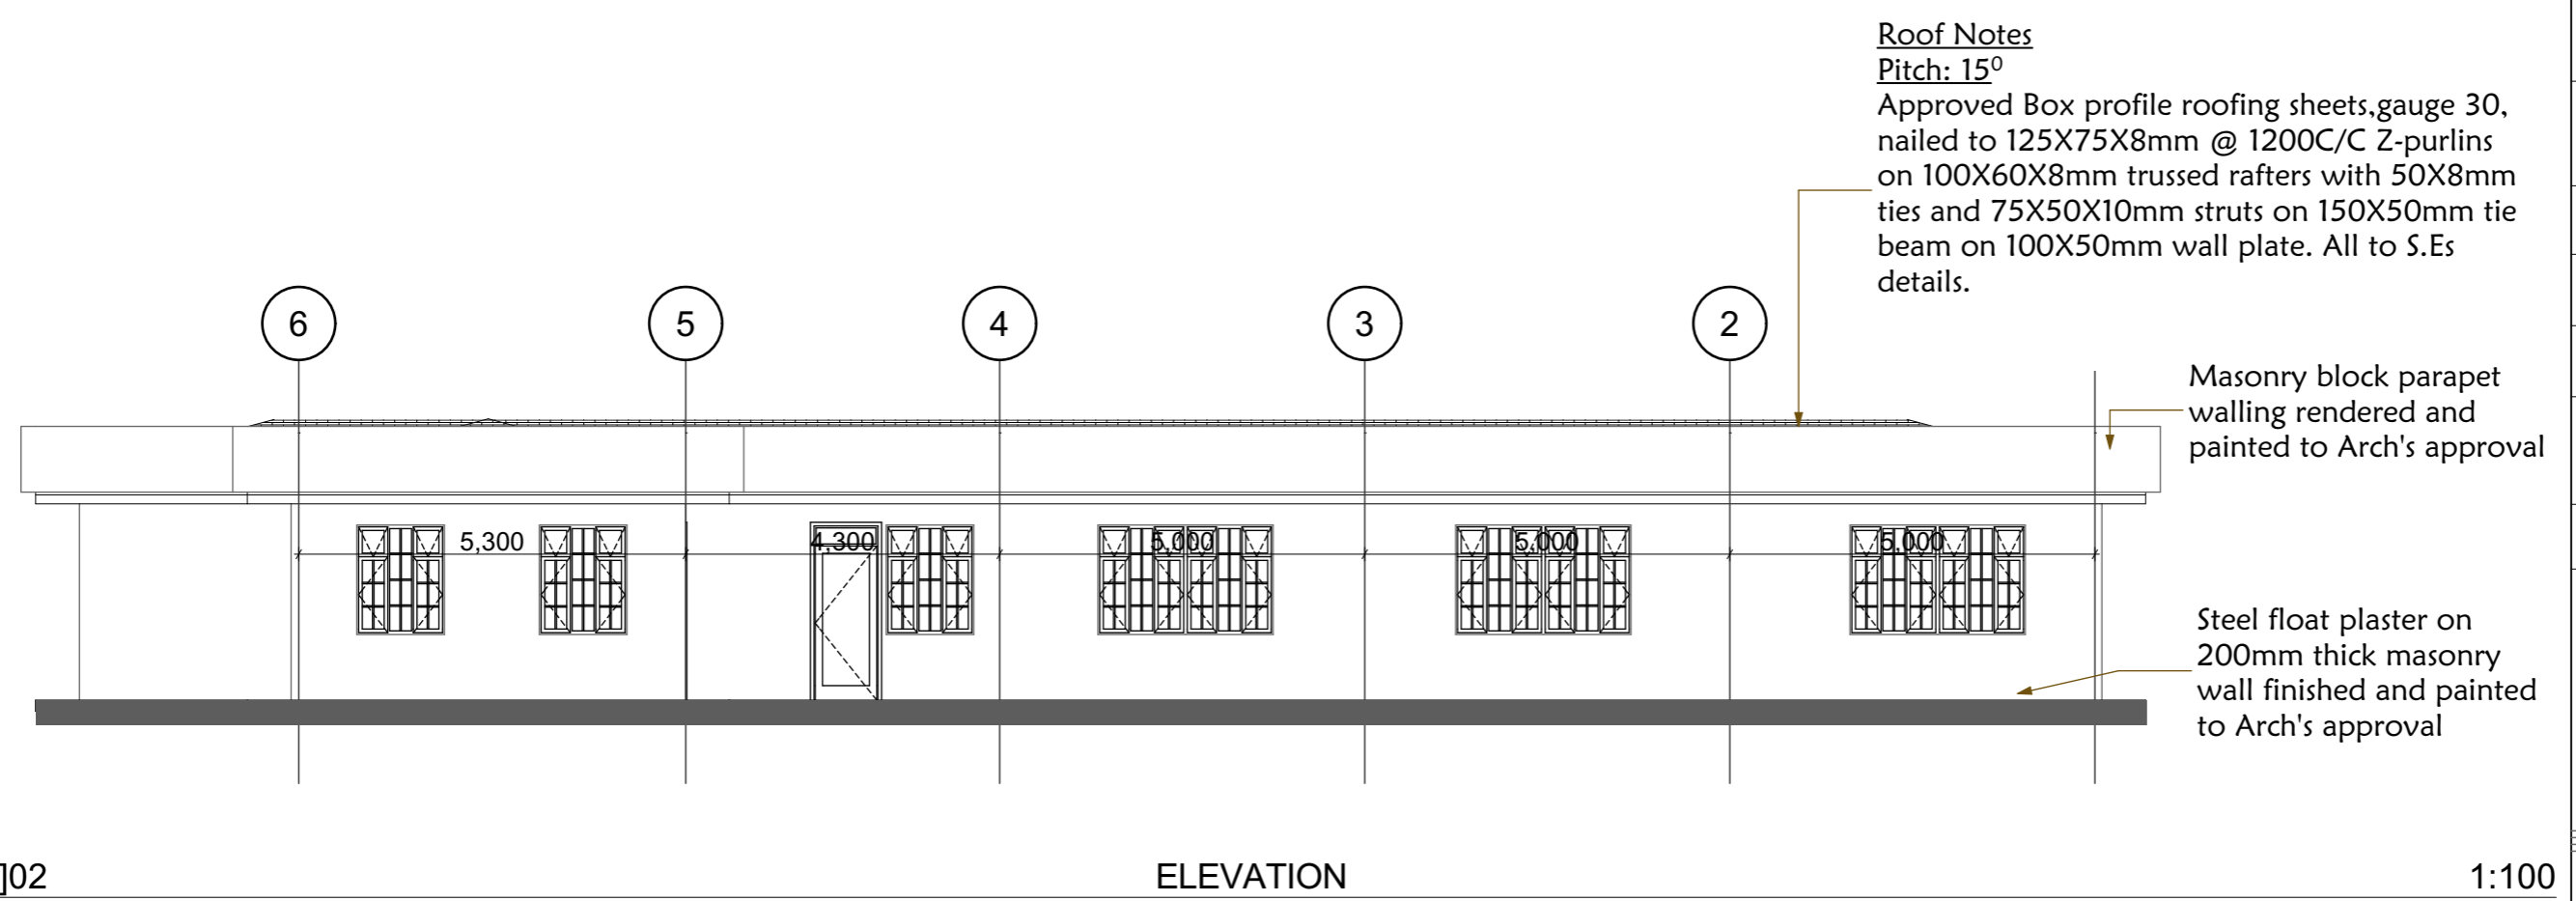 Roof Notes
Pitch: 15⁰
Approved Box profile roofing sheets,gauge 30,
nailed to 125X75X8mm @ 1200C/C Z-purlins
on 100X60X8mm trussed rafters with 50X8mm
ties and 75X50X10mm struts on 150X50mm tie
beam on 100X50mm wall plate. All to S.Es
details.
6
5
4
3
2
Masonry block parapet
walling rendered and
painted to Arch's approval
5,300
4,300
5,000
5,000
5,000
Steel float plaster on
200mm thick masonry
wall finished and painted
to Arch's approval
]02
ELEVATION
1:100